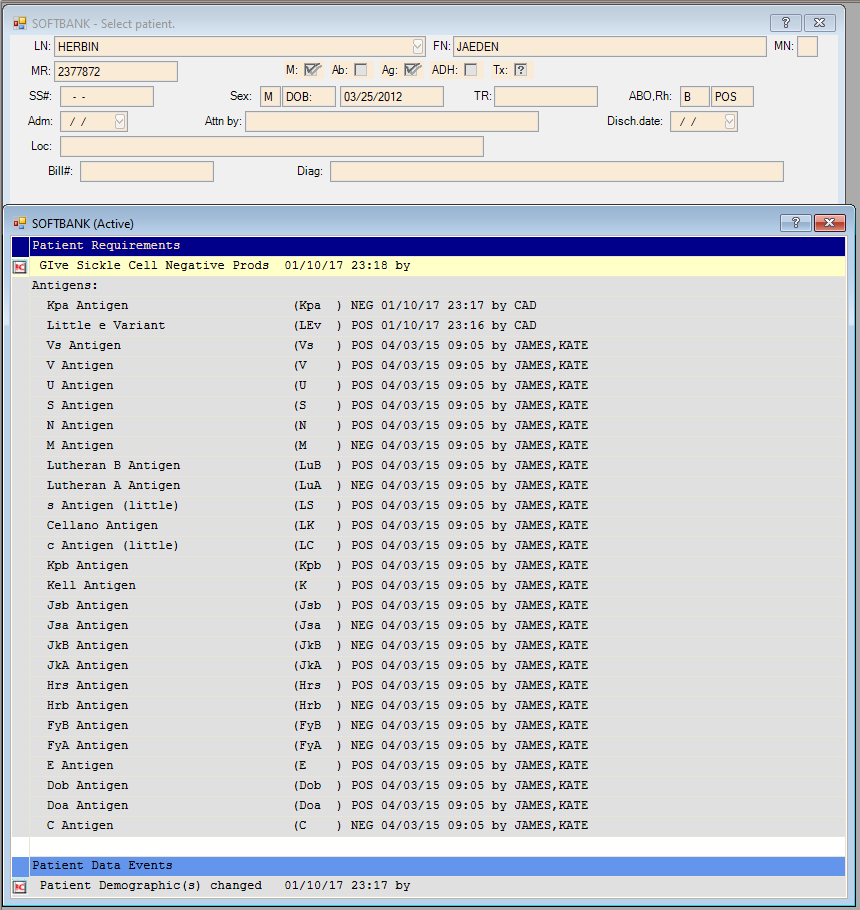 SOFTBANK - Select patient.
LN: HERBIN FN: JAEDEN MN:
MR: 2377872 M: Ab: Ag: ADH: Tx: ?
SS#: - - Sex: M DOB: 03/25/2012 TR: ABO,Rh: B POS
Adm: / / Attn by: Disch.date: / /
Loc:
Bill#: Diag:
SOFTBANK (Active)
Patient Requirements
GIve Sickle Cell Negative Prods 01/10/17 23:18 by
Antigens:
Kpa Antigen (Kpa ) NEG 01/10/17 23:17 by CAD
Little e Variant (LEv ) POS 01/10/17 23:16 by CAD
Vs Antigen (Vs ) POS 04/03/15 09:05 by JAMES,KATE
V Antigen (V ) POS 04/03/15 09:05 by JAMES,KATE
U Antigen (U ) POS 04/03/15 09:05 by JAMES,KATE
S Antigen (S ) POS 04/03/15 09:05 by JAMES,KATE
N Antigen (N ) POS 04/03/15 09:05 by JAMES,KATE
M Antigen (M ) NEG 04/03/15 09:05 by JAMES,KATE
Lutheran B Antigen (LuB ) POS 04/03/15 09:05 by JAMES,KATE
Lutheran A Antigen (LuA ) NEG 04/03/15 09:05 by JAMES,KATE
s Antigen (little) (LS ) POS 04/03/15 09:05 by JAMES,KATE
Cellano Antigen (LK ) POS 04/03/15 09:05 by JAMES,KATE
c Antigen (little) (LC ) POS 04/03/15 09:05 by JAMES,KATE
Kpb Antigen (Kpb ) POS 04/03/15 09:05 by JAMES,KATE
Kell Antigen (K ) POS 04/03/15 09:05 by JAMES,KATE
Jsb Antigen (Jsb ) POS 04/03/15 09:05 by JAMES,KATE
Jsa Antigen (Jsa ) NEG 04/03/15 09:05 by JAMES,KATE
JkB Antigen (JkB ) NEG 04/03/15 09:05 by JAMES,KATE
JkA Antigen (JkA ) POS 04/03/15 09:05 by JAMES,KATE
Hrs Antigen (Hrs ) POS 04/03/15 09:05 by JAMES,KATE
Hrb Antigen (Hrb ) NEG 04/03/15 09:05 by JAMES,KATE
FyB Antigen (FyB ) NEG 04/03/15 09:05 by JAMES,KATE
FyA Antigen (FyA ) NEG 04/03/15 09:05 by JAMES,KATE
E Antigen (E ) POS 04/03/15 09:05 by JAMES,KATE
Dob Antigen (Dob ) POS 04/03/15 09:05 by JAMES,KATE
Doa Antigen (Doa ) POS 04/03/15 09:05 by JAMES,KATE
C Antigen (C ) NEG 04/03/15 09:05 by JAMES,KATE
Patient Data Events
Patient Demographic(s) changed 01/10/17 23:17 by